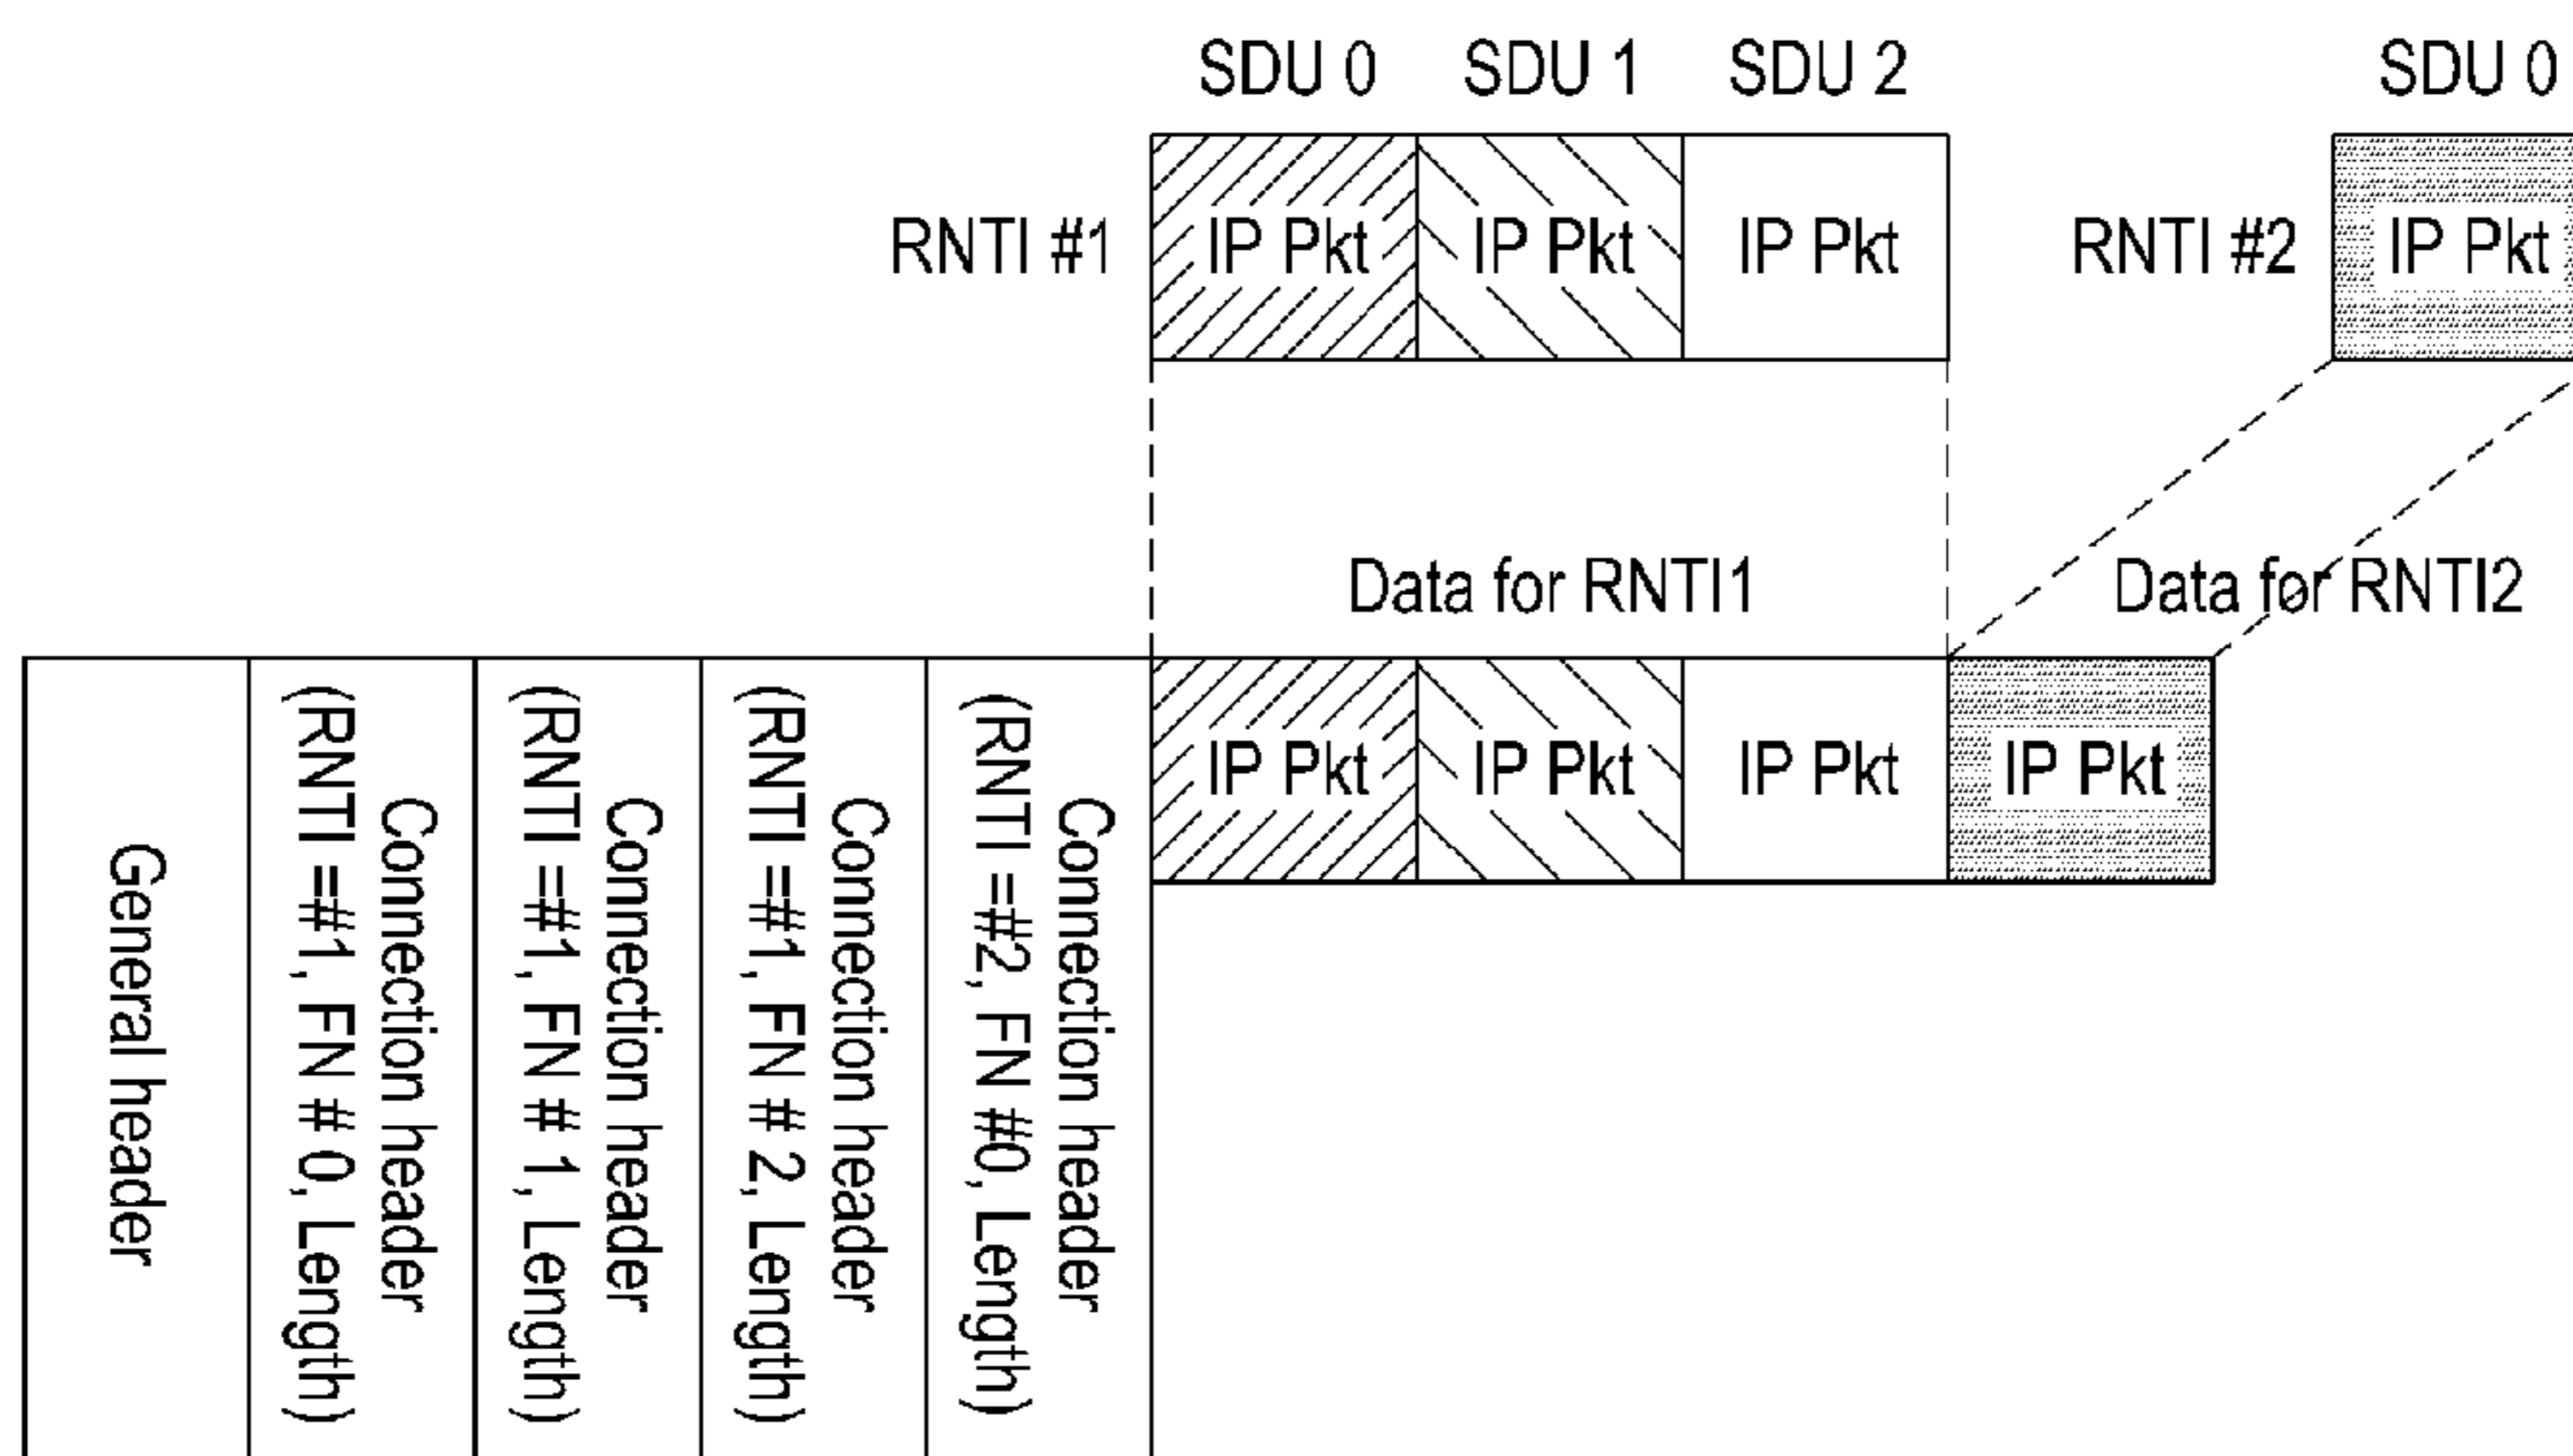 SDU 0 SDU 1 SDU 2 SDU 0
RNTI #1 IP Pkt IP Pkt IP Pkt RNTI #2 IP Pkt
Data for RNTI1 Data for RNTI2
IP Pkt IP Pkt IP Pkt IP Pkt
General header
Connection header
(RNTI =#1, FN # 0, Length)
Connection header
(RNTI =#1, FN # 1, Length)
Connection header
(RNTI =#1, FN # 2, Length)
Connection header
(RNTI =#2, FN #0, Length)